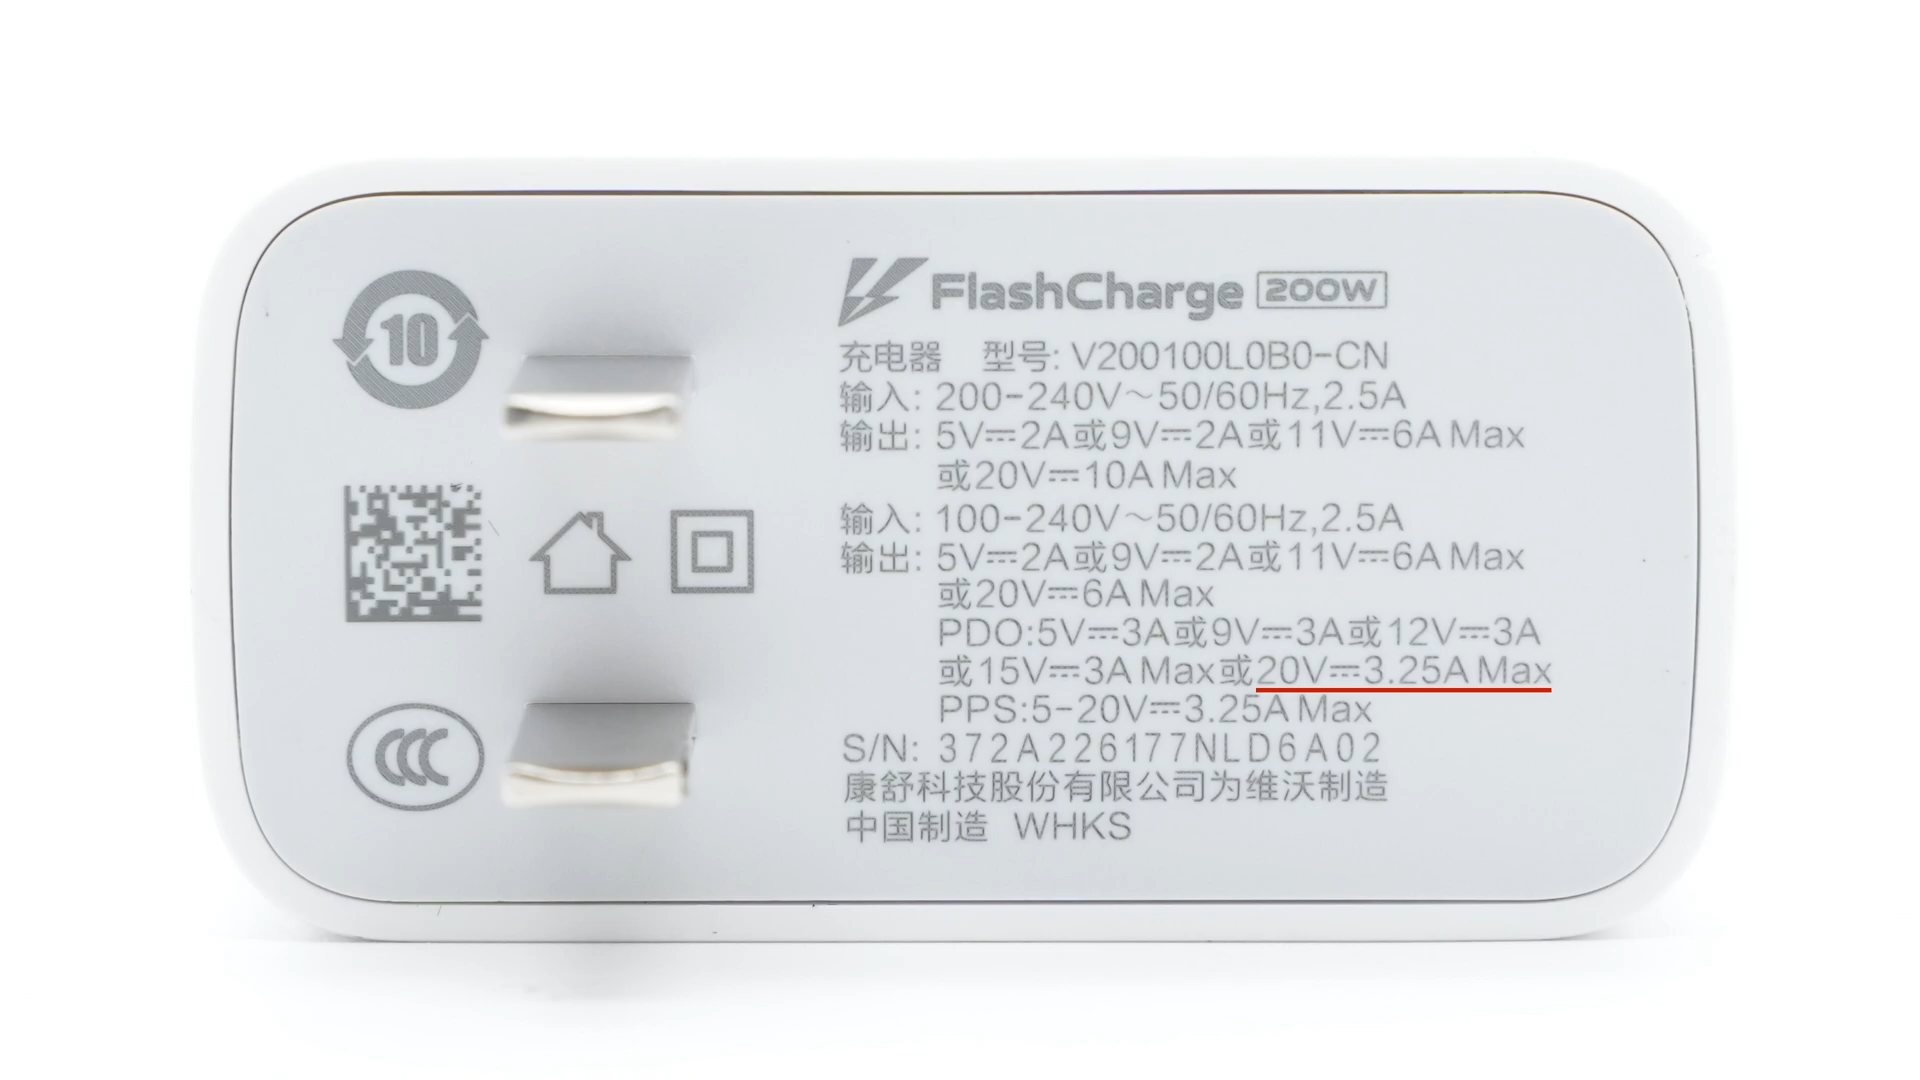 10
FlashCharge 200W
充电器 型号: V200100L0B0-CN
输入: 200-240V~50/60Hz,2.5A
输出: 5V⎓2A或9V⎓2A或11V⎓6A Max
或20V⎓10A Max
输入: 100-240V~50/60Hz,2.5A
输出: 5V⎓2A或9V⎓2A或11V⎓6A Max
或20V⎓6A Max
PDO:5V⎓3A或9V⎓3A或12V⎓3A
或15V⎓3A Max或20V⎓3.25A Max
PPS:5-20V⎓3.25A Max
S/N: 372A226177NLD6A02
康舒科技股份有限公司为维沃制造
中国制造 WHKS
CCC